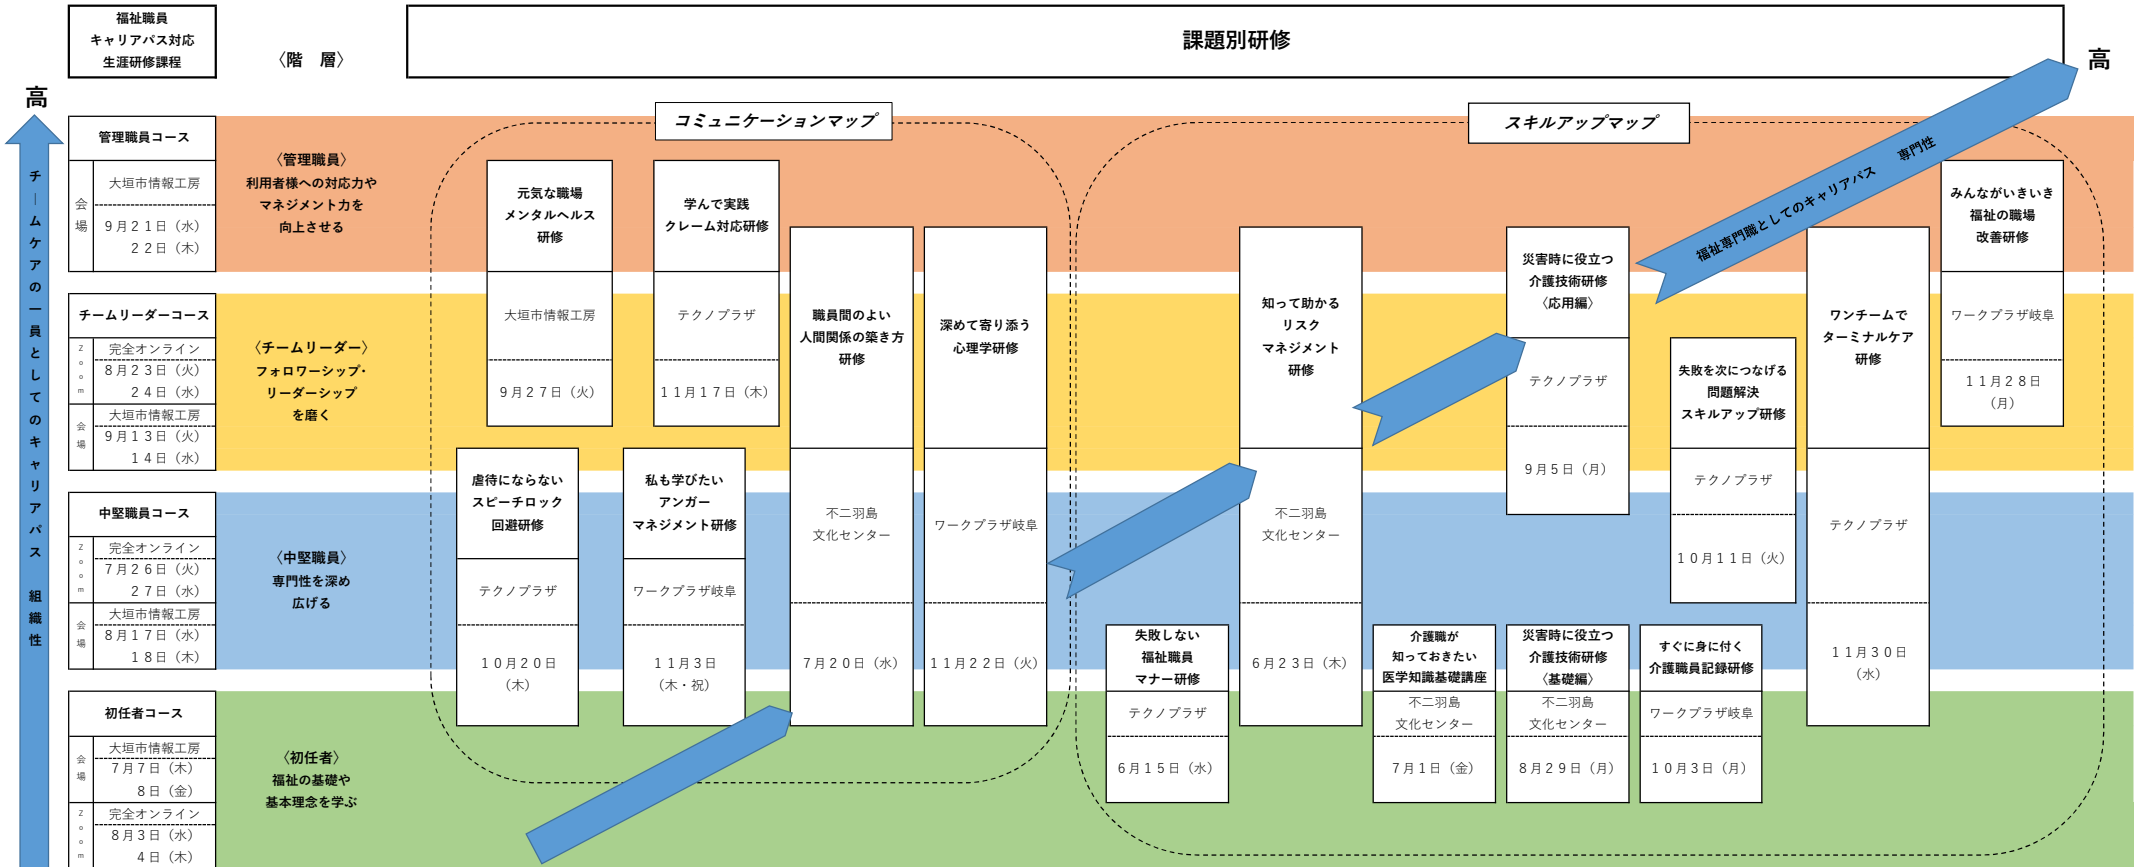 福祉職員
キャリアパス対応
生涯研修課程
〈階　層〉
課題別研修
高
高
チームケアの一員としてのキャリアパス　組織性
福祉専門職としてのキャリアパス　専門性
管理職員コース
会場
大垣市情報工房
９月２１日（水）
２２日（木）
〈管理職員〉
利用者様への対応力や
マネジメント力を
向上させる
チームリーダーコース
Ｚｏｏｍ
完全オンライン
８月２３日（火）
２４日（水）
会場
大垣市情報工房
９月１３日（火）
１４日（水）
〈チームリーダー〉
フォロワーシップ・
リーダーシップ
を磨く
中堅職員コース
Ｚｏｏｍ
完全オンライン
７月２６日（火）
２７日（水）
会場
大垣市情報工房
８月１７日（水）
１８日（木）
〈中堅職員〉
専門性を深め
広げる
初任者コース
会場
大垣市情報工房
７月７日（木）
８日（金）
Ｚｏｏｍ
完全オンライン
８月３日（水）
４日（木）
〈初任者〉
福祉の基礎や
基本理念を学ぶ
コミュニケーションマップ
元気な職場
メンタルヘルス
研修
大垣市情報工房
９月２７日（火）
学んで実践
クレーム対応研修
テクノプラザ
１１月１７日（木）
職員間のよい
人間関係の築き方
研修
不二羽島
文化センター
７月２０日（水）
深めて寄り添う
心理学研修
ワークプラザ岐阜
１１月２２日（火）
虐待にならない
スピーチロック
回避研修
テクノプラザ
１０月２０日
（木）
私も学びたい
アンガー
マネジメント研修
ワークプラザ岐阜
１１月３日
（木・祝）
スキルアップマップ
失敗しない
福祉職員
マナー研修
テクノプラザ
６月１５日（水）
知って助かる
リスク
マネジメント
研修
不二羽島
文化センター
６月２３日（木）
介護職が
知っておきたい
医学知識基礎講座
不二羽島
文化センター
７月１日（金）
災害時に役立つ
介護技術研修
〈応用編〉
テクノプラザ
９月５日（月）
災害時に役立つ
介護技術研修
〈基礎編〉
不二羽島
文化センター
８月２９日（月）
失敗を次につなげる
問題解決
スキルアップ研修
テクノプラザ
１０月１１日（火）
すぐに身に付く
介護職員記録研修
ワークプラザ岐阜
１０月３日（月）
ワンチームで
ターミナルケア
研修
テクノプラザ
１１月３０日
（水）
みんながいきいき
福祉の職場
改善研修
ワークプラザ岐阜
１１月２８日
（月）